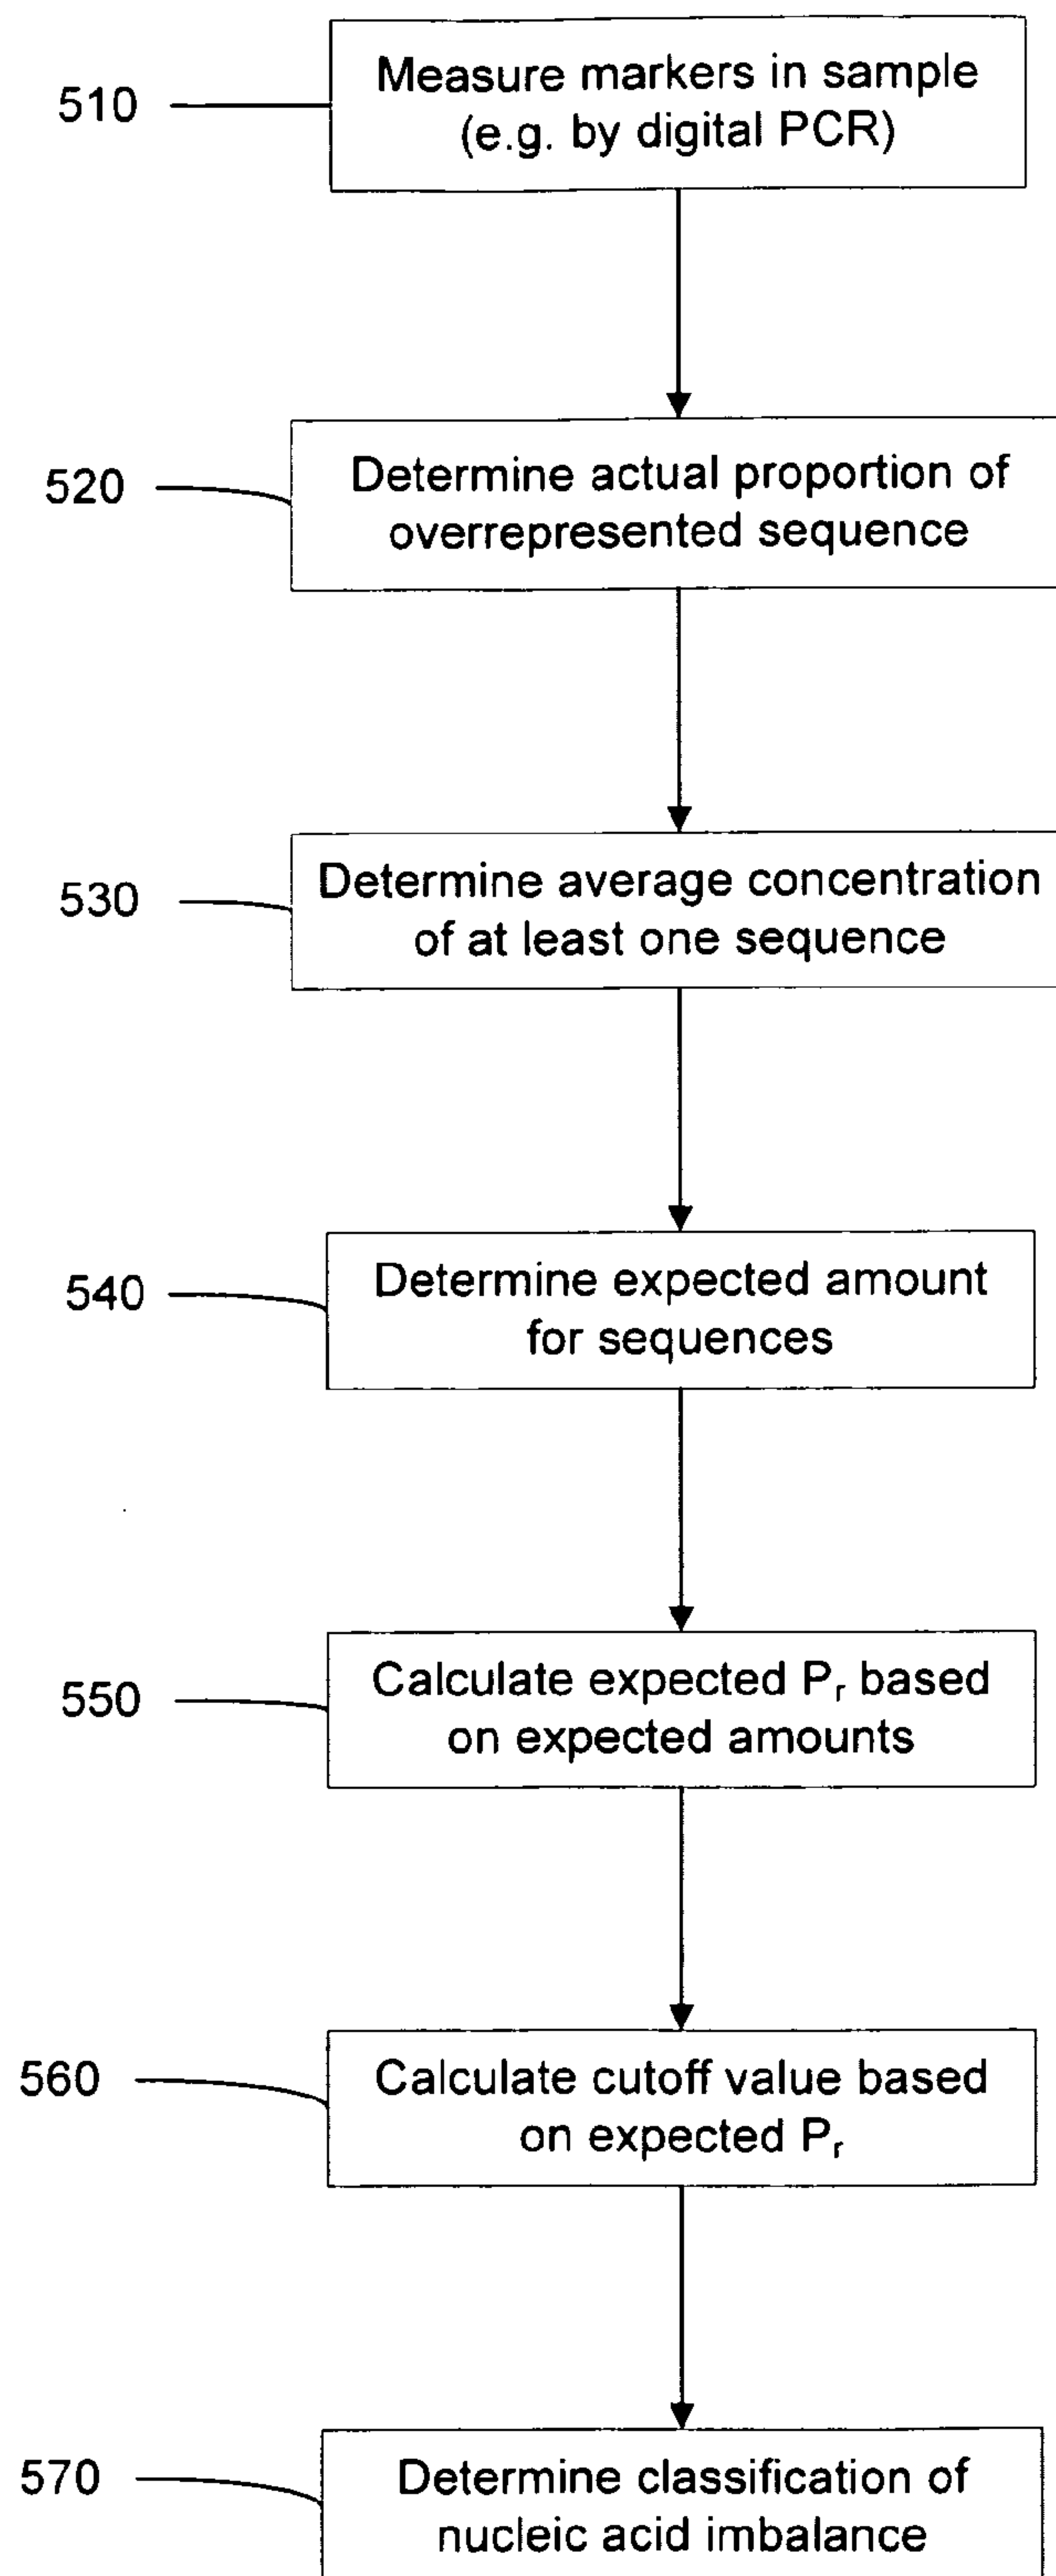 510
Measure markers in sample
(e.g. by digital PCR)
520
Determine actual proportion of
overrepresented sequence
530
Determine average concentration
of at least one sequence
540
Determine expected amount
for sequences
550
Calculate expected Pr based
on expected amounts
560
Calculate cutoff value based
on expected Pr
570
Determine classification of
nucleic acid imbalance